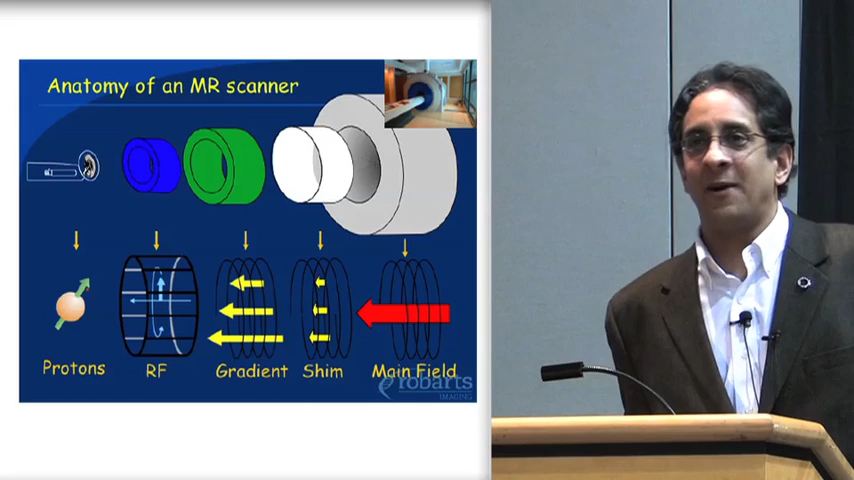 Anatomy of an MR scanner
Protons
RF
Gradient
Shim
Main Field
robarts
IMAGING